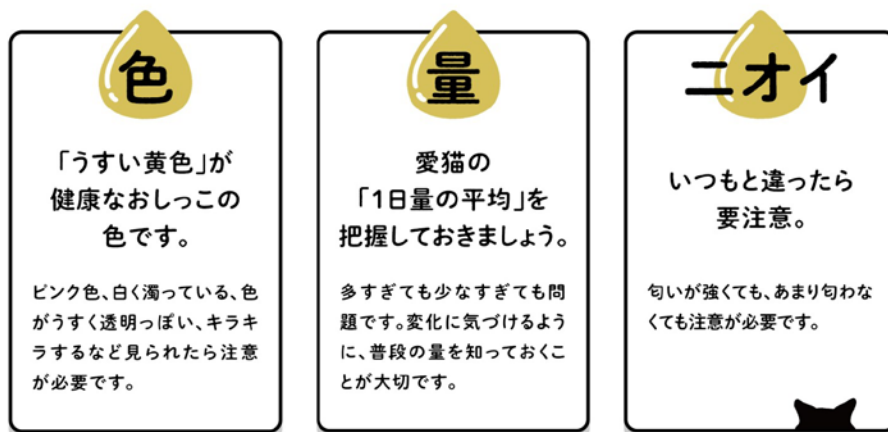 色
「うすい黄色」が
健康なおしっこの
色です。
ピンク色、白く濁っている、色
がうすく透明っぽい、キラキ
ラするなど見られたら注意
が必要です。
量
愛猫の
「1日量の平均」を
把握しておきましょう。
多すぎても少なすぎても問
題です。変化に気づけるよう
に、普段の量を知っておくこ
とが大切です。
ニオイ
いつもと違ったら
要注意。
匂いが強くても、あまり匂わな
くても注意が必要です。